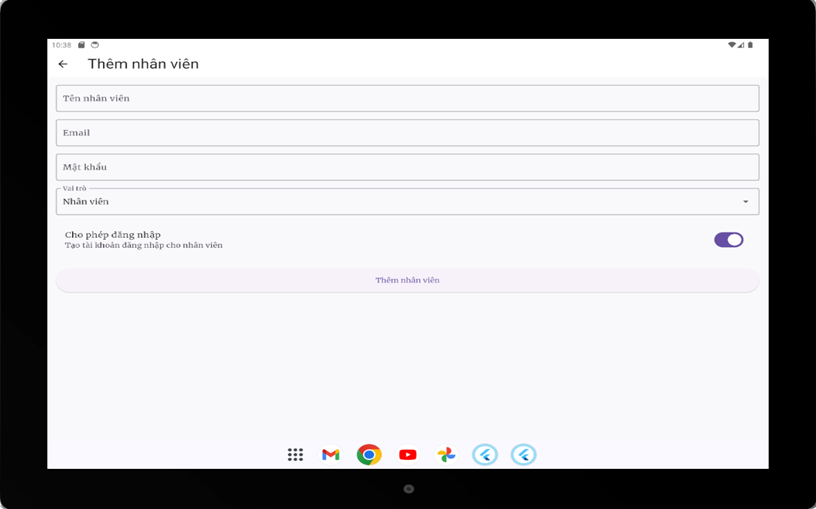 10:38
Thêm nhân viên
Tên nhân viên
Email
Mật khẩu
Vai trò
Nhân viên
Cho phép đăng nhập
Tạo tài khoản đăng nhập cho nhân viên
Thêm nhân viên